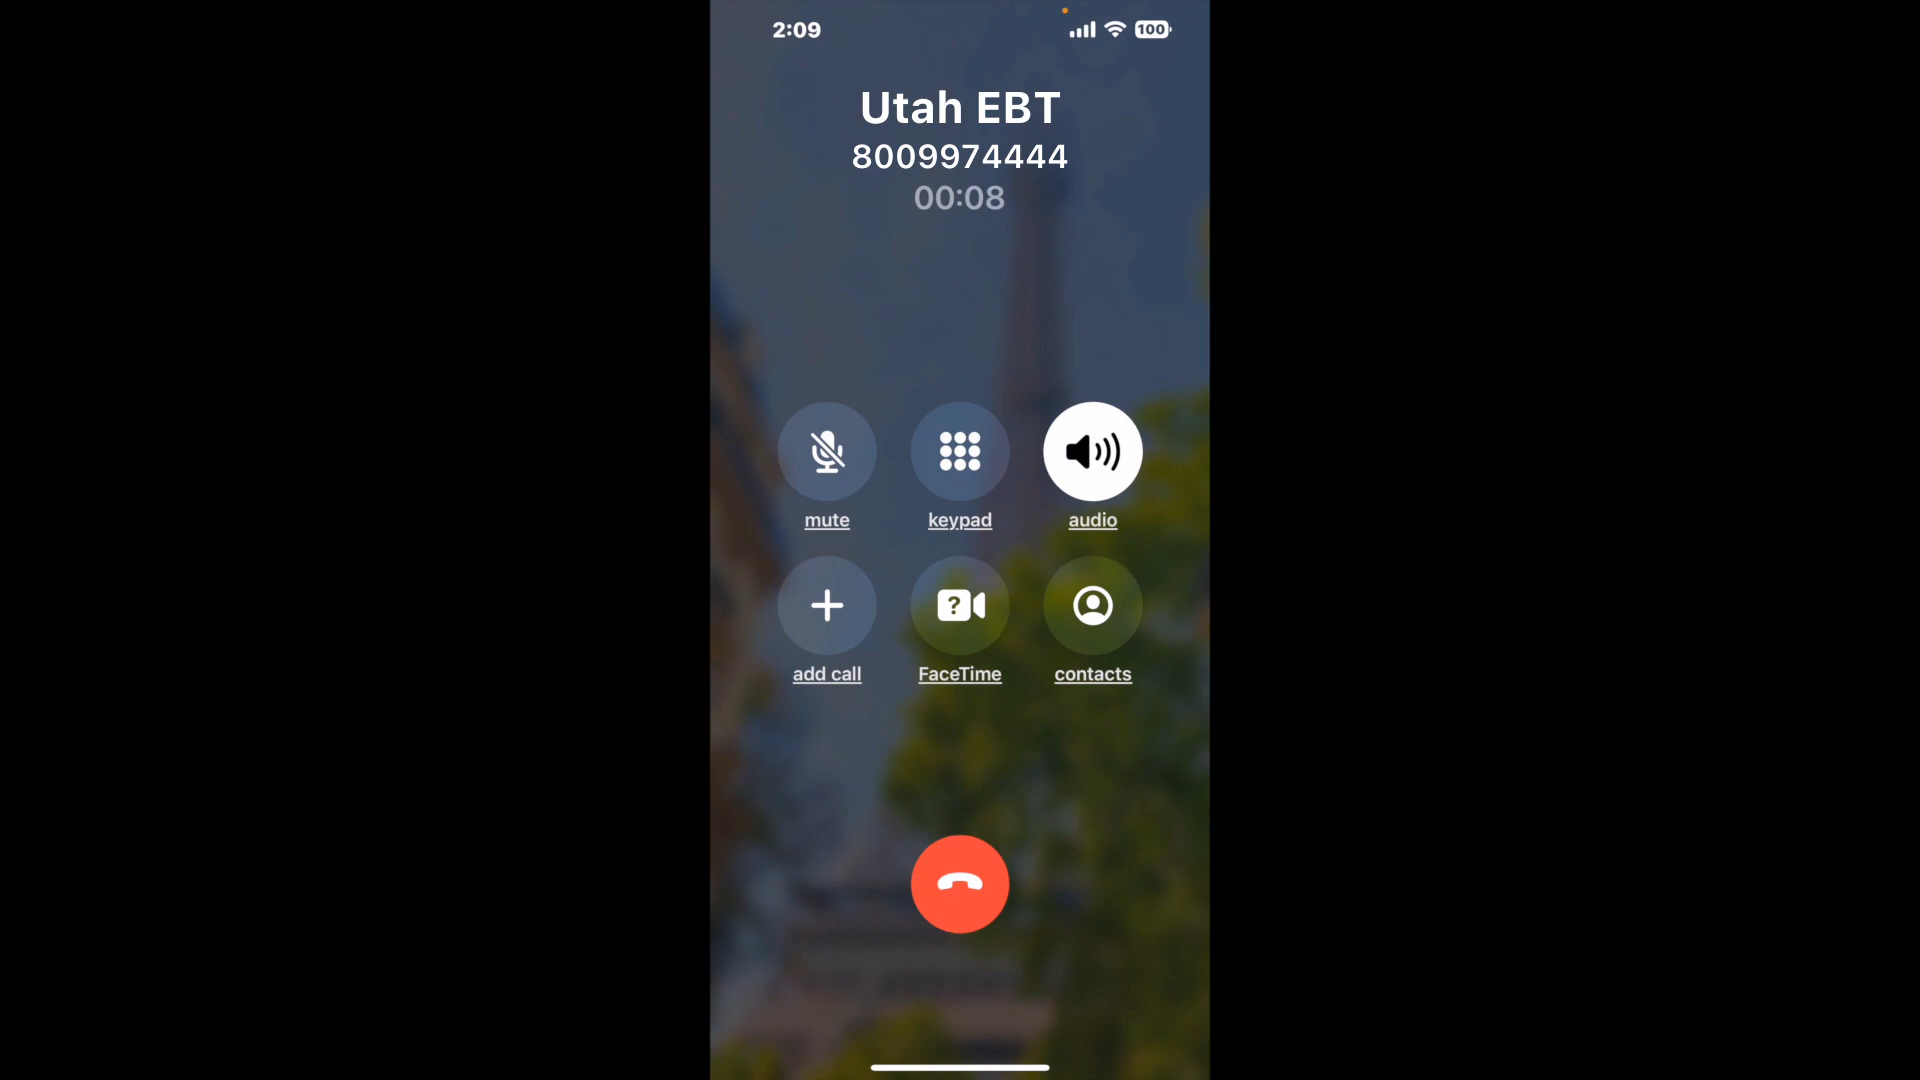 2:09
100
Utah EBT
8009974444
00:08
mute
keypad
audio
?
add call
FaceTime
contacts